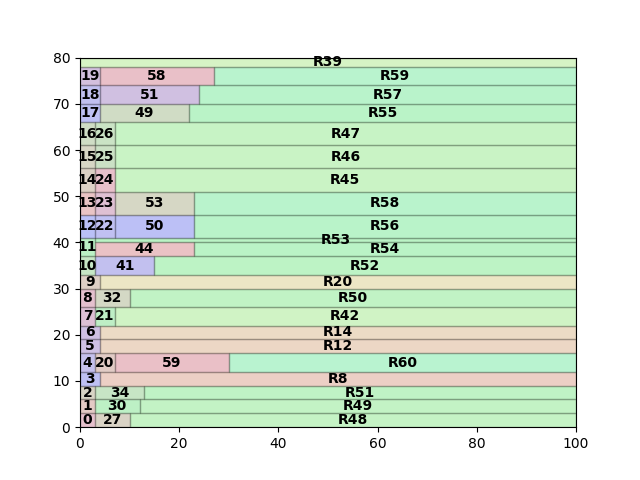 80
R39
19 58 R59
18 51 R57
70
17 49 R55
16 26 R47
60
15 25 R46
14 24 R45
50
13 23 53 R58
12 22 50 R56
40
R53
11 44 R54
10 41 R52
9 R20
30
8 32 R50
7 21 R42
6 R14
20
5 R12
4 20 59 R60
3 R8
10
2 34 R51
1 30 R49
0 27 R48
0
0 20 40 60 80 100